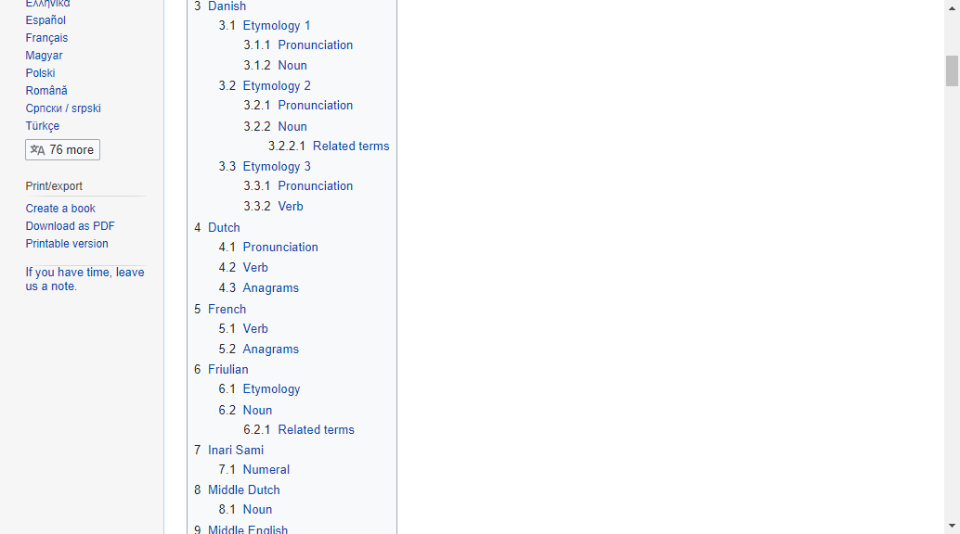 Ελληνικά
Español
Français
Magyar
Polski
Română
Српски / srpski
Türkçe
76 more
Print/export
Create a book
Download as PDF
Printable version
If you have time, leave
us a note.
3 Danish
3.1 Etymology 1
3.1.1 Pronunciation
3.1.2 Noun
3.2 Etymology 2
3.2.1 Pronunciation
3.2.2 Noun
3.2.2.1 Related terms
3.3 Etymology 3
3.3.1 Pronunciation
3.3.2 Verb
4 Dutch
4.1 Pronunciation
4.2 Verb
4.3 Anagrams
5 French
5.1 Verb
5.2 Anagrams
6 Friulian
6.1 Etymology
6.2 Noun
6.2.1 Related terms
7 Inari Sami
7.1 Numeral
8 Middle Dutch
8.1 Noun
9 Middle English